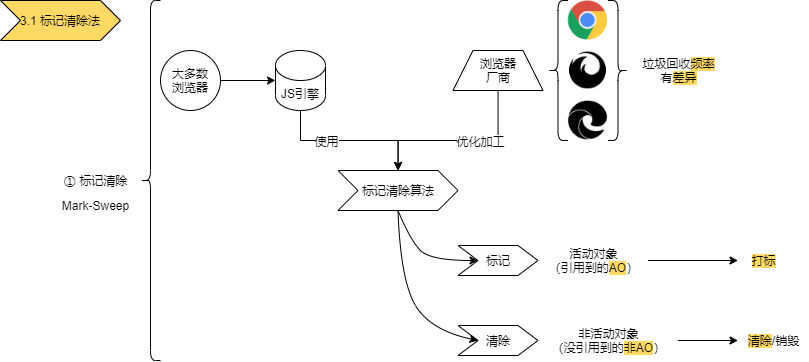 3.1 标记清除法
大多数
浏览器
JS引擎
浏览器
厂商
垃圾回收频率
有差异
使用
优化加工
① 标记清除
Mark-Sweep
标记清除算法
标记
活动对象
(引用到的AO)
打标
清除
非活动对象
(没引用到的非AO)
清除/销毁